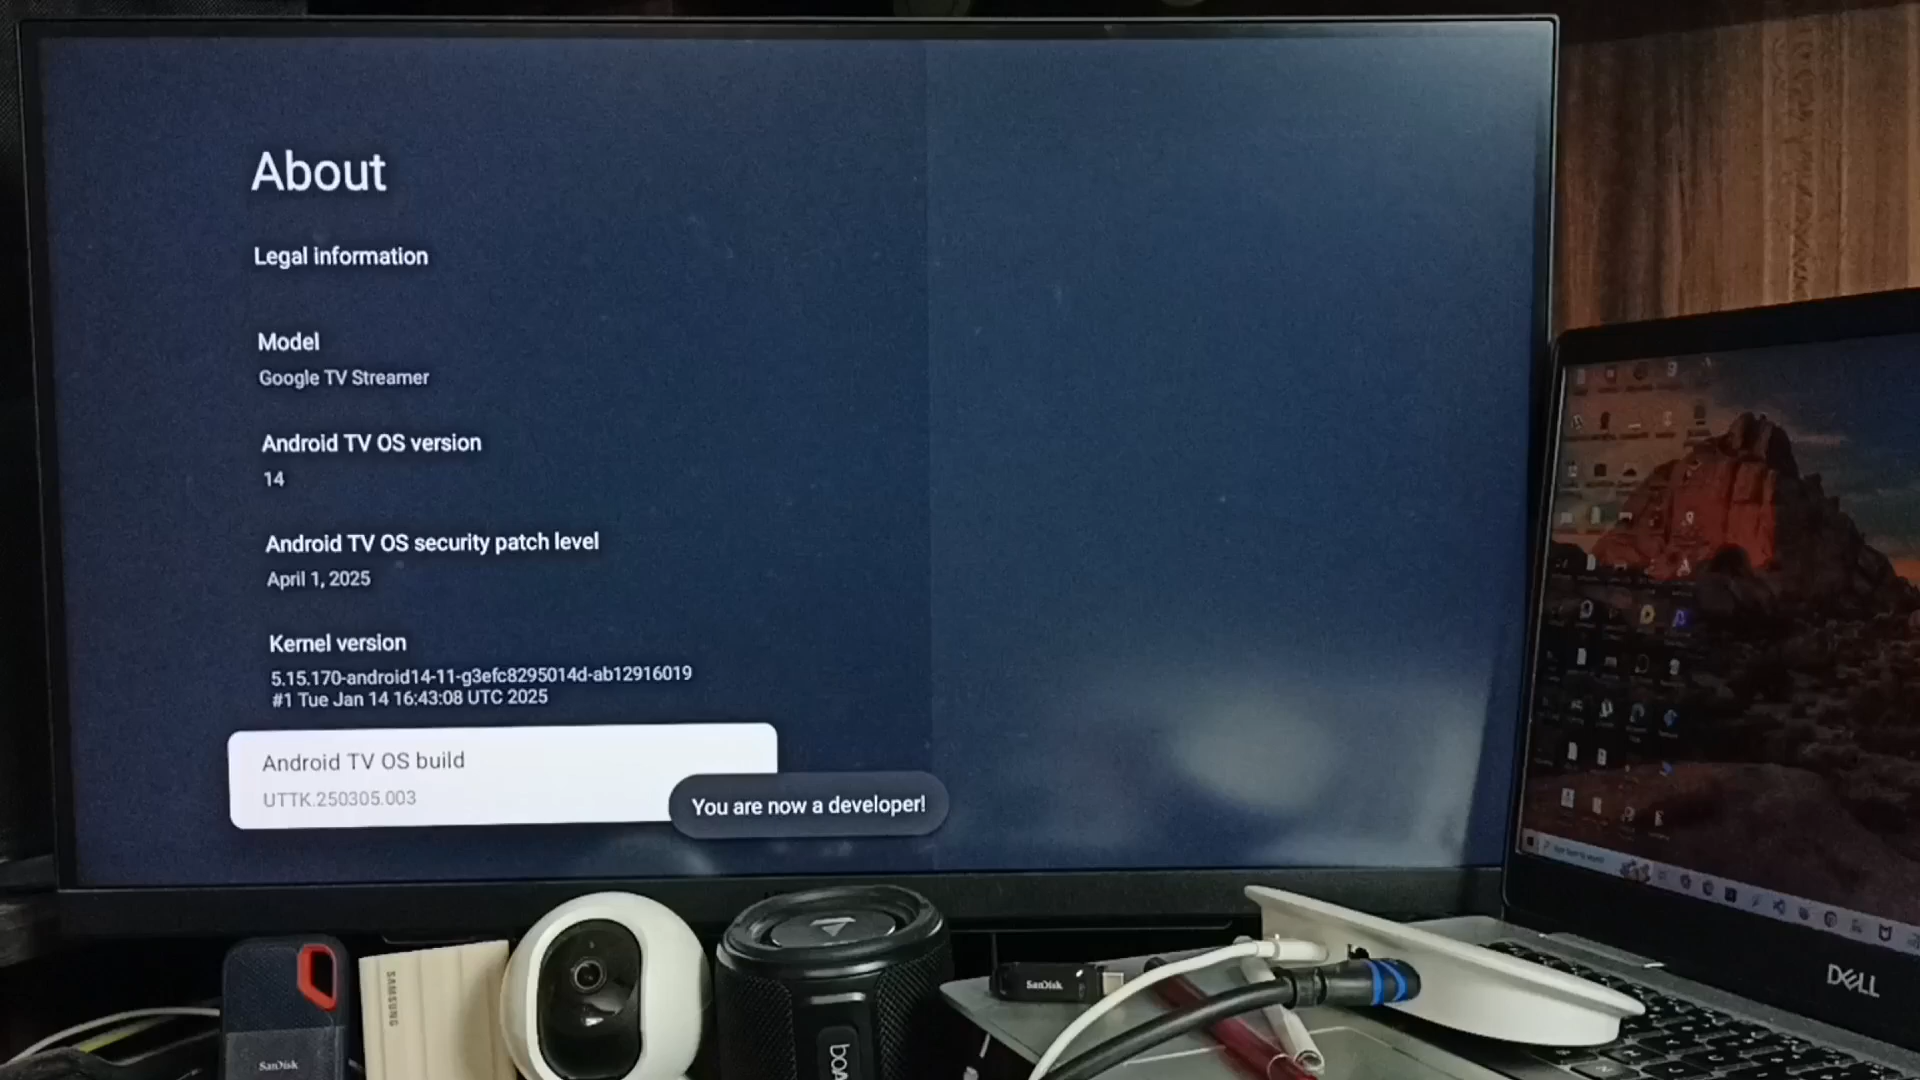 About
Legal information
Model
Google TV Streamer
Android TV OS version
14
Android TV OS security patch level
April 1, 2025
Kernel version
5.15.170-android14-11-g3efc8295014d-ab12916019
#1 Tue Jan 14 16:43:08 UTC 2025
Android TV OS build
UTTK.250305.003
You are now a developer!
SanDisk
SAMSUNG
boA
SanDisk
DELL